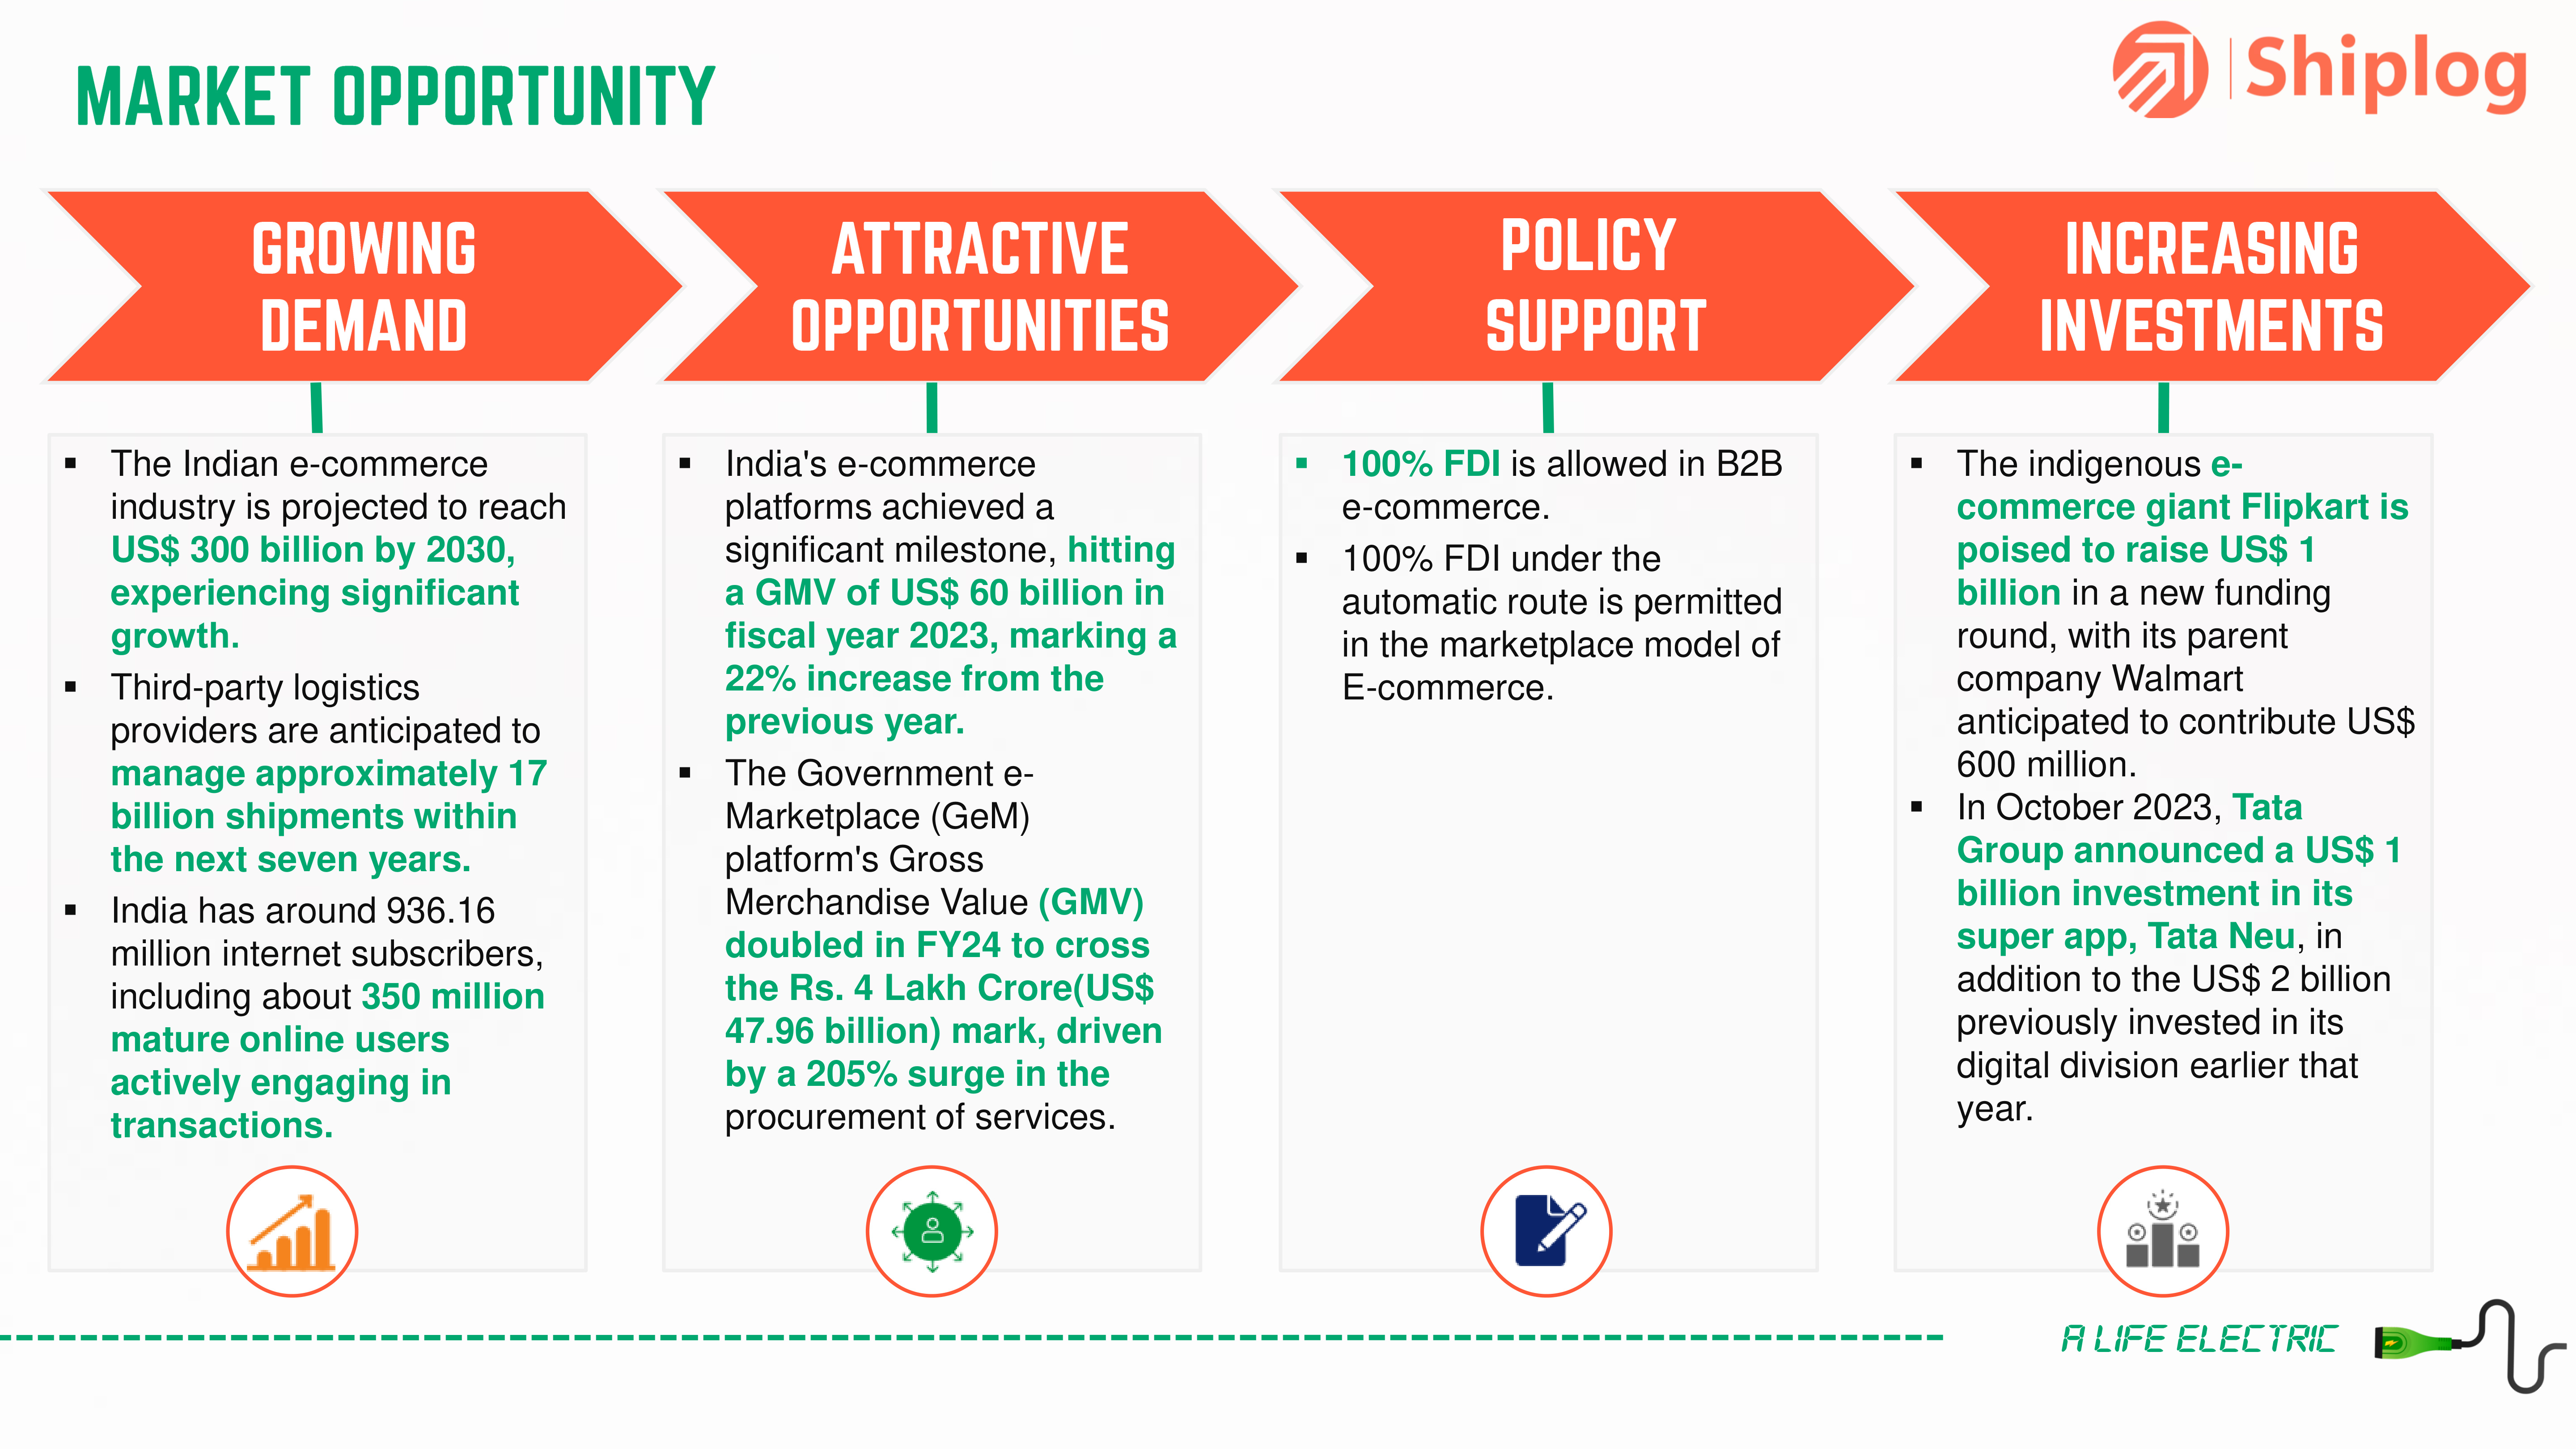 MARKET OPPORTUNITY
Shiplog
GROWING
DEMAND
The Indian e-commerce
industry is projected to reach
US$ 300 billion by 2030,
experiencing significant
growth.
Third-party logistics
providers are anticipated to
manage approximately 17
billion shipments within
the next seven years.
India has around 936.16
million internet subscribers,
including about 350 million
mature online users
actively engaging in
transactions.
ATTRACTIVE
OPPORTUNITIES
India's e-commerce
platforms achieved a
significant milestone, hitting
a GMV of US$ 60 billion in
fiscal year 2023, marking a
22% increase from the
previous year.
The Government e-
Marketplace (GeM)
platform's Gross
Merchandise Value (GMV)
doubled in FY24 to cross
the Rs. 4 Lakh Crore(US$
47.96 billion) mark, driven
by a 205% surge in the
procurement of services.
POLICY
SUPPORT
100% FDI is allowed in B2B
e-commerce.
100% FDI under the
automatic route is permitted
in the marketplace model of
E-commerce.
INCREASING
INVESTMENTS
The indigenous e-
commerce giant Flipkart is
poised to raise US$ 1
billion in a new funding
round, with its parent
company Walmart
anticipated to contribute US$
600 million.
In October 2023, Tata
Group announced a US$ 1
billion investment in its
super app, Tata Neu, in
addition to the US$ 2 billion
previously invested in its
digital division earlier that
year.
A LIFE ELECTRIC